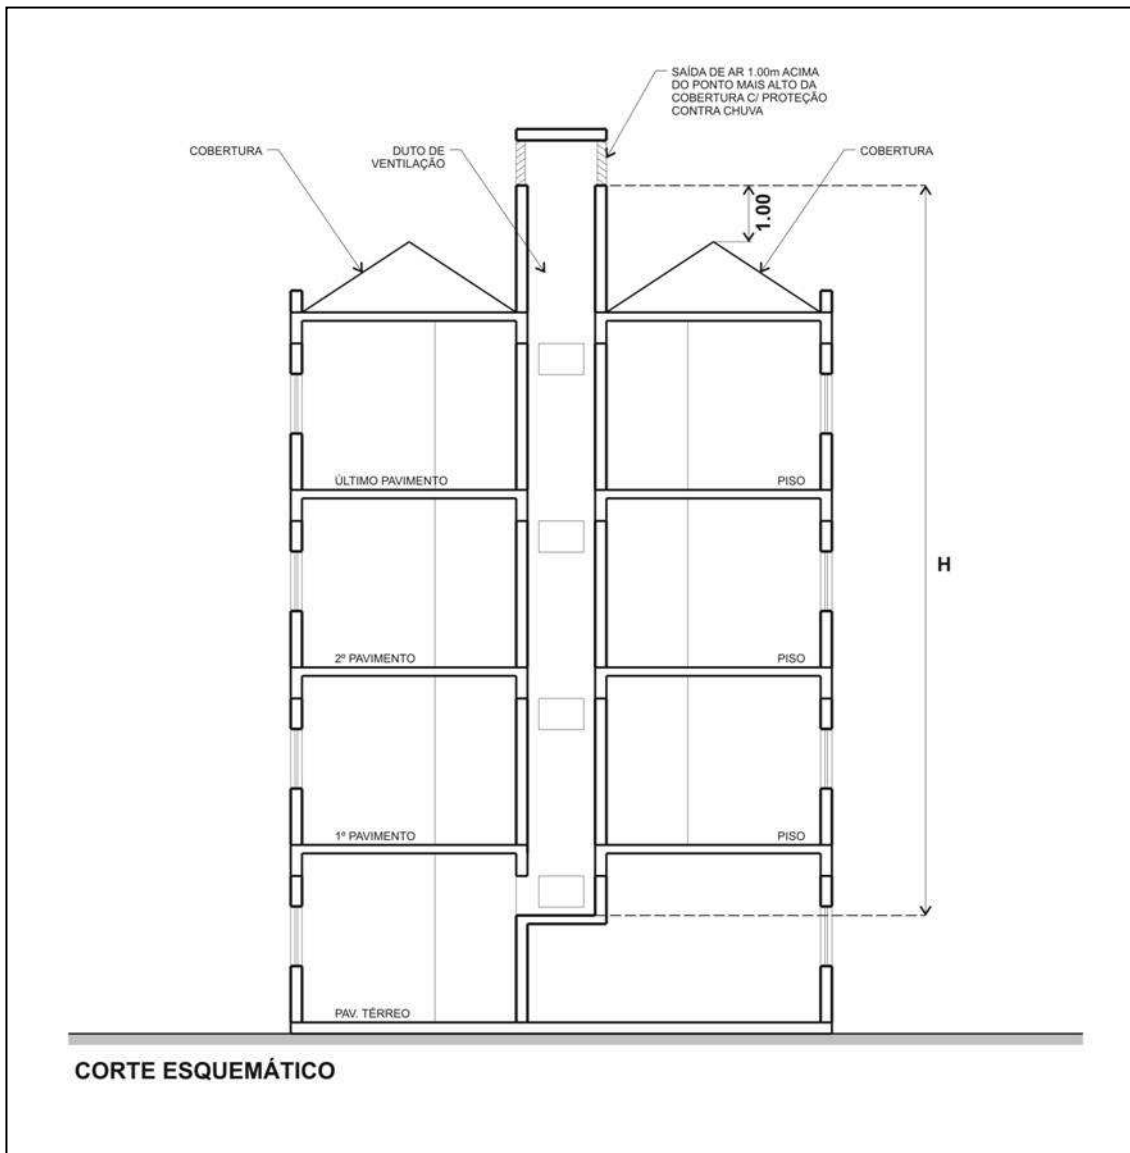 SAÍDA DE AR 1.00m ACIMA
DO PONTO MAIS ALTO DA
COBERTURA C/ PROTEÇÃO
CONTRA CHUVA
COBERTURA
DUTO DE
VENTILAÇÃO
COBERTURA
1.00
ÚLTIMO PAVIMENTO
PISO
H
2º PAVIMENTO
PISO
1º PAVIMENTO
PISO
PAV. TÉRREO
CORTE ESQUEMÁTICO